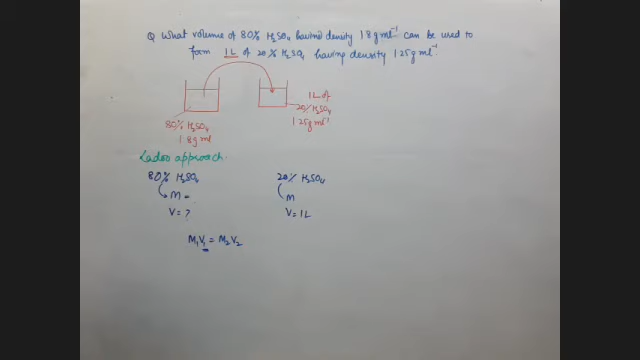 Q What volume of 80% H₂SO₄ having density 1.8 g ml⁻¹ can be used to
form 1L of 20% H₂SO₄ having density 1.25 g ml⁻¹
80% H₂SO₄
1.8 g ml
1L of
20% H₂SO₄
1.25 g ml⁻¹
Ladoo approach
80% H₂SO₄
M =
V = ?
20% H₂SO₄
M
V = 1L
M₁V₁ = M₂V₂